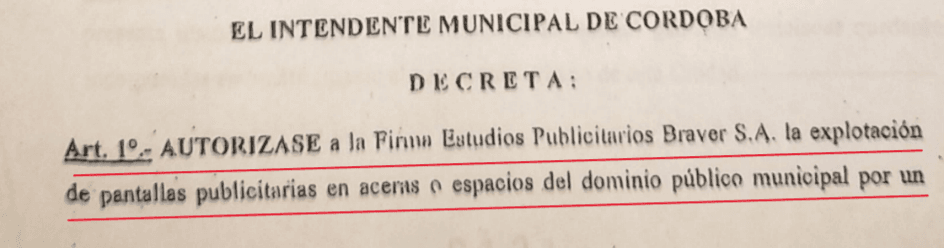 EL INTENDENTE MUNICIPAL DE CORDOBA
D E C R E T A :
Art. 1º.- AUTORIZASE a la Firma Estudios Publicitarios Braver S.A. la explotación
de pantallas publicitarias en aceras o espacios del dominio público municipal por un